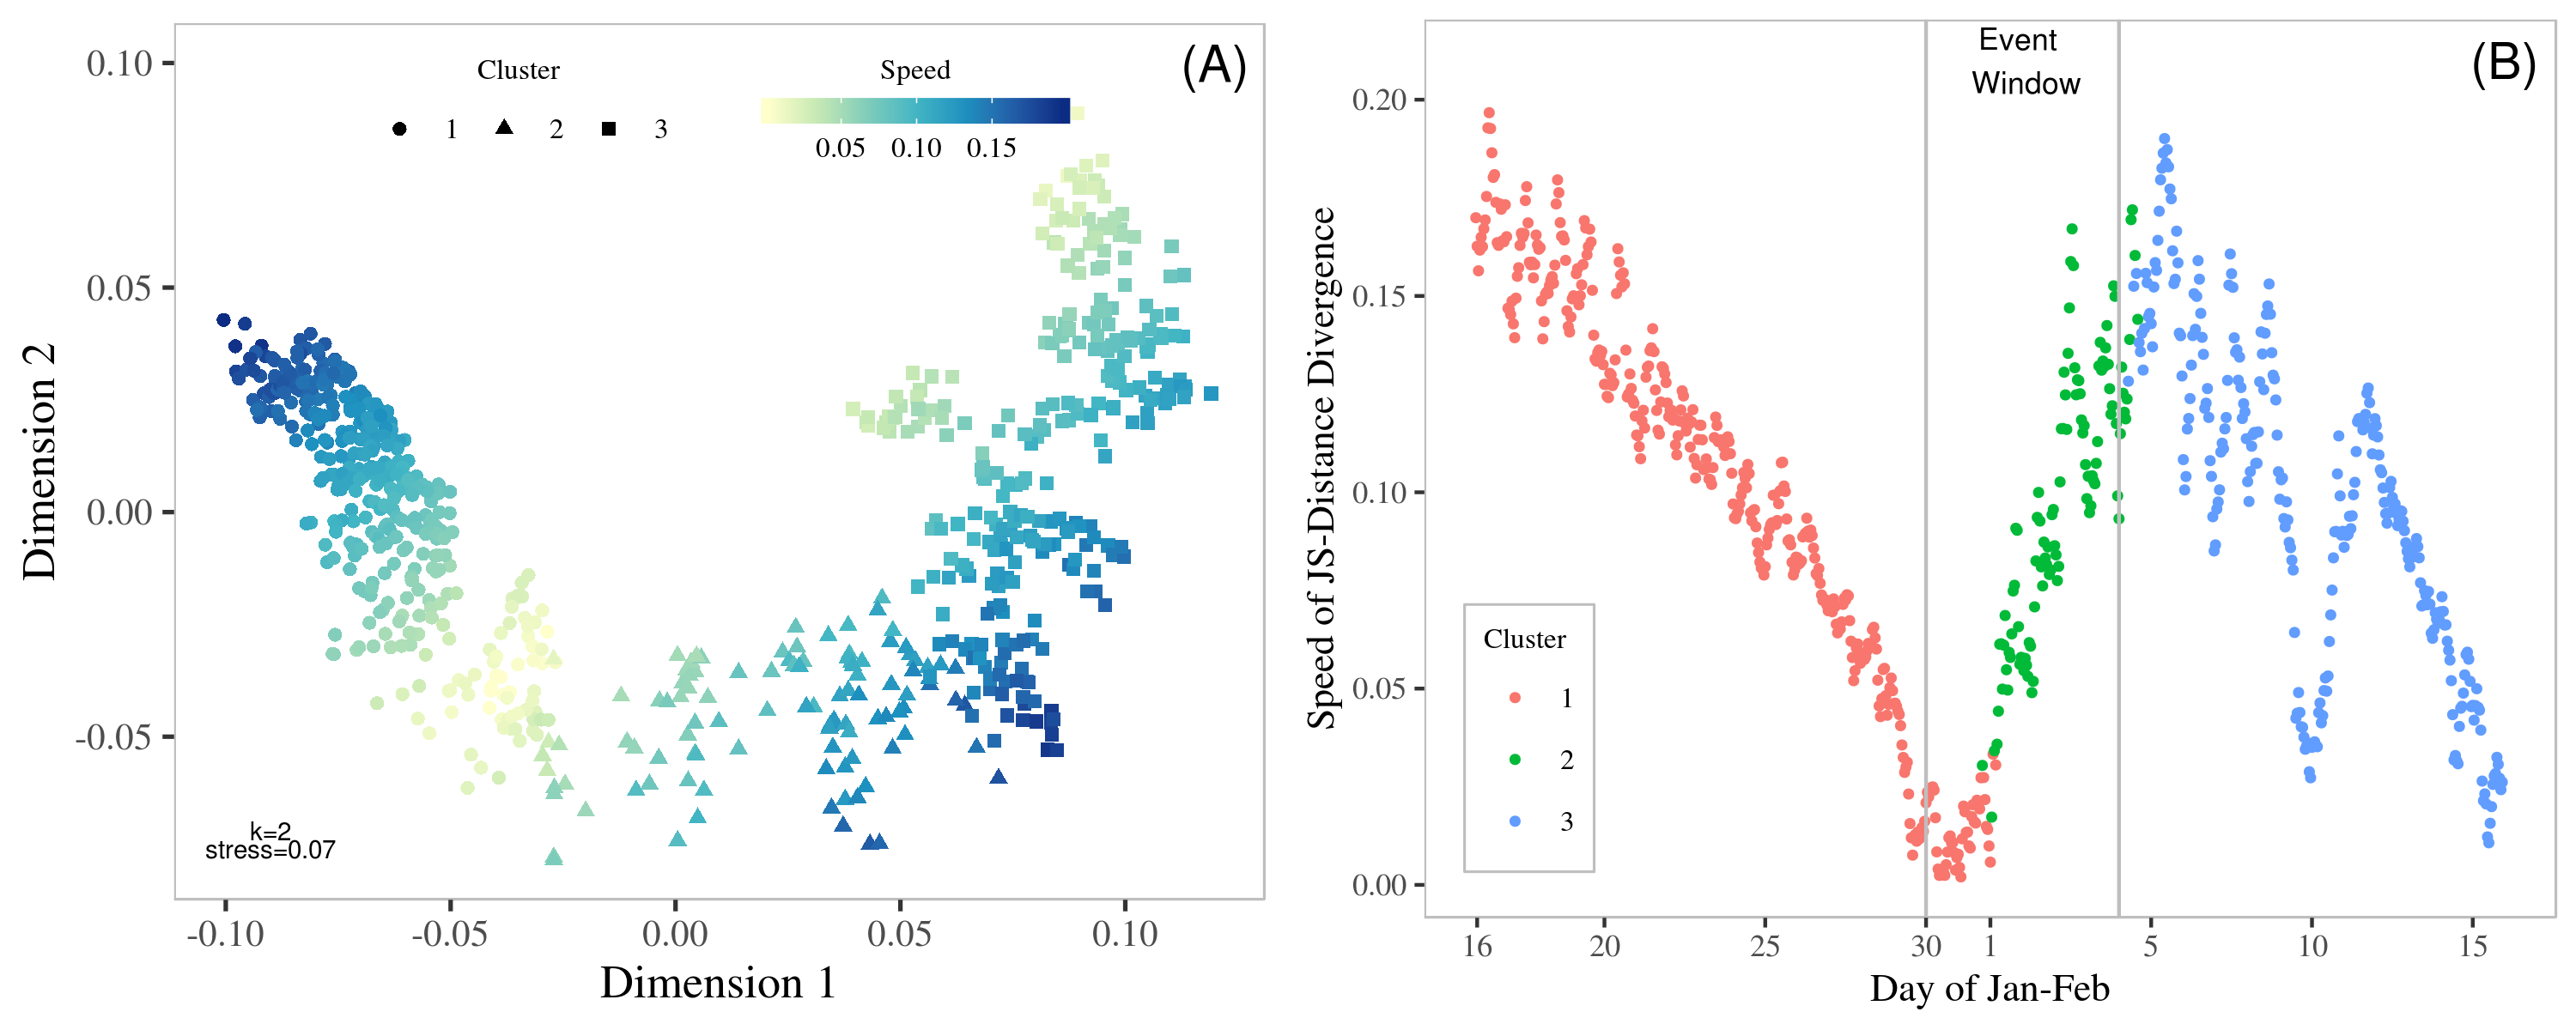 (A)
Cluster
1 2 3
Speed
0.05 0.10 0.15
0.10
0.05
0.00
-0.05
Dimension 2
k=2
stress=0.07
-0.10 -0.05 0.00 0.05 0.10
Dimension 1
(B)
Event
Window
0.20
0.15
0.10
0.05
0.00
Speed of JS-Distance Divergence
Cluster
1
2
3
16 20 25 30 1 5 10 15
Day of Jan-Feb